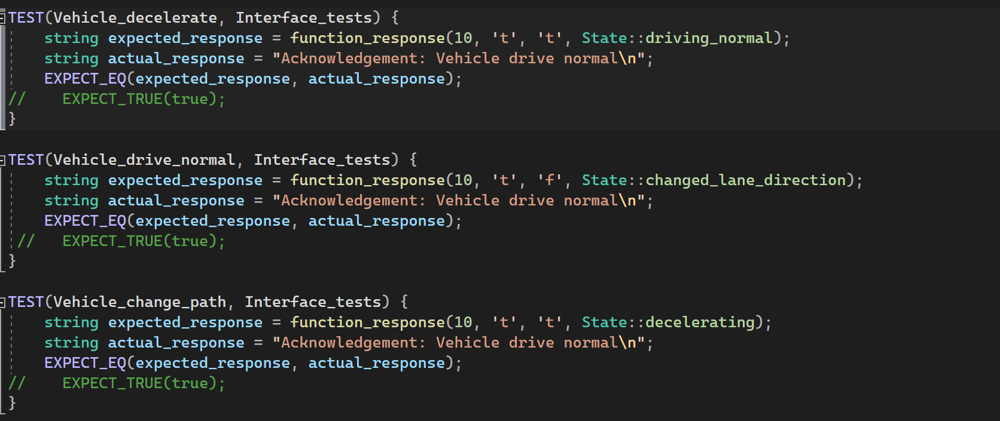 TEST(Vehicle_decelerate, Interface_tests) {
    string expected_response = function_response(10, 't', 't', State::driving_normal);
    string actual_response = "Acknowledgement: Vehicle drive normal\n";
    EXPECT_EQ(expected_response, actual_response);
//    EXPECT_TRUE(true);
}

TEST(Vehicle_drive_normal, Interface_tests) {
    string expected_response = function_response(10, 't', 'f', State::changed_lane_direction);
    string actual_response = "Acknowledgement: Vehicle drive normal\n";
    EXPECT_EQ(expected_response, actual_response);
 //   EXPECT_TRUE(true);
}

TEST(Vehicle_change_path, Interface_tests) {
    string expected_response = function_response(10, 't', 't', State::decelerating);
    string actual_response = "Acknowledgement: Vehicle drive normal\n";
    EXPECT_EQ(expected_response, actual_response);
//    EXPECT_TRUE(true);
}